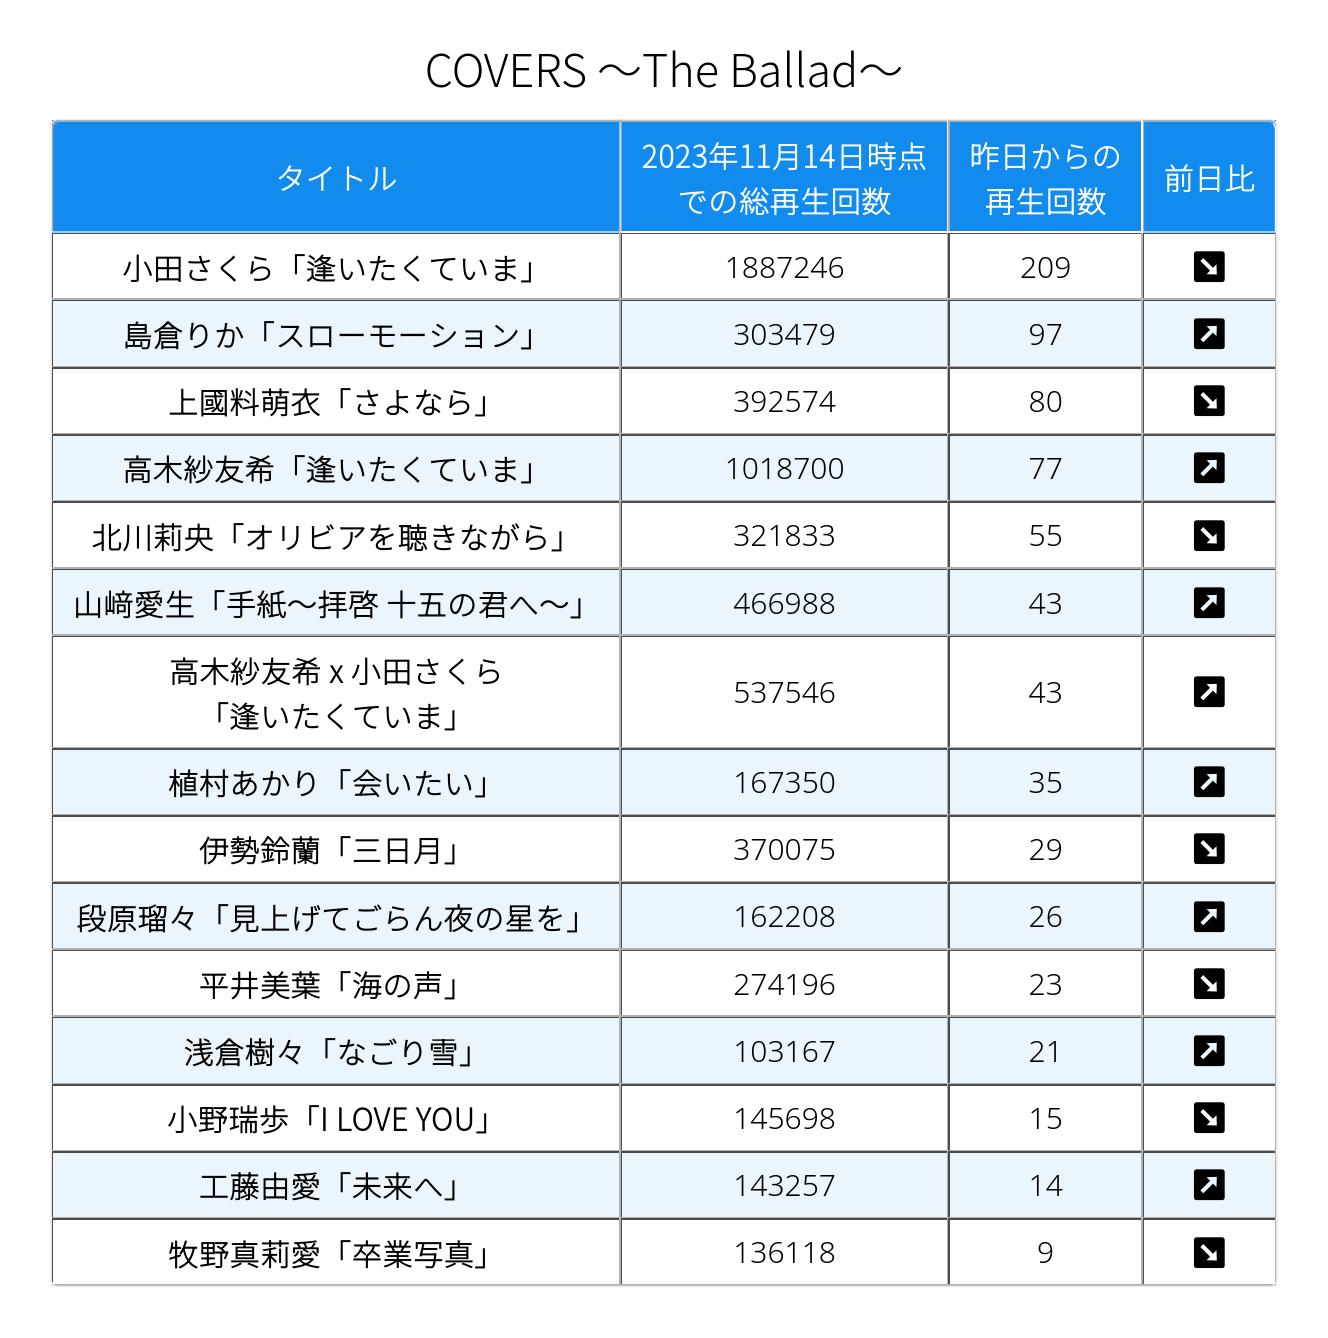 COVERS ～The Ballad～
タイトル
2023年11月14日時点
での総再生回数
昨日からの
再生回数
前日比
小田さくら「逢いたくていま」 1887246 209 ↘
島倉りか「スローモーション」 303479 97 ↗
上國料萌衣「さよなら」 392574 80 ↘
高木紗友希「逢いたくていま」 1018700 77 ↗
北川莉央「オリビアを聴きながら」 321833 55 ↘
山﨑愛生「手紙～拝啓 十五の君へ～」 466988 43 ↗
高木紗友希 x 小田さくら
「逢いたくていま」 537546 43 ↗
植村あかり「会いたい」 167350 35 ↗
伊勢鈴蘭「三日月」 370075 29 ↘
段原瑠々「見上げてごらん夜の星を」 162208 26 ↗
平井美葉「海の声」 274196 23 ↘
浅倉樹々「なごり雪」 103167 21 ↗
小野瑞歩「I LOVE YOU」 145698 15 ↘
工藤由愛「未来へ」 143257 14 ↗
牧野真莉愛「卒業写真」 136118 9 ↘